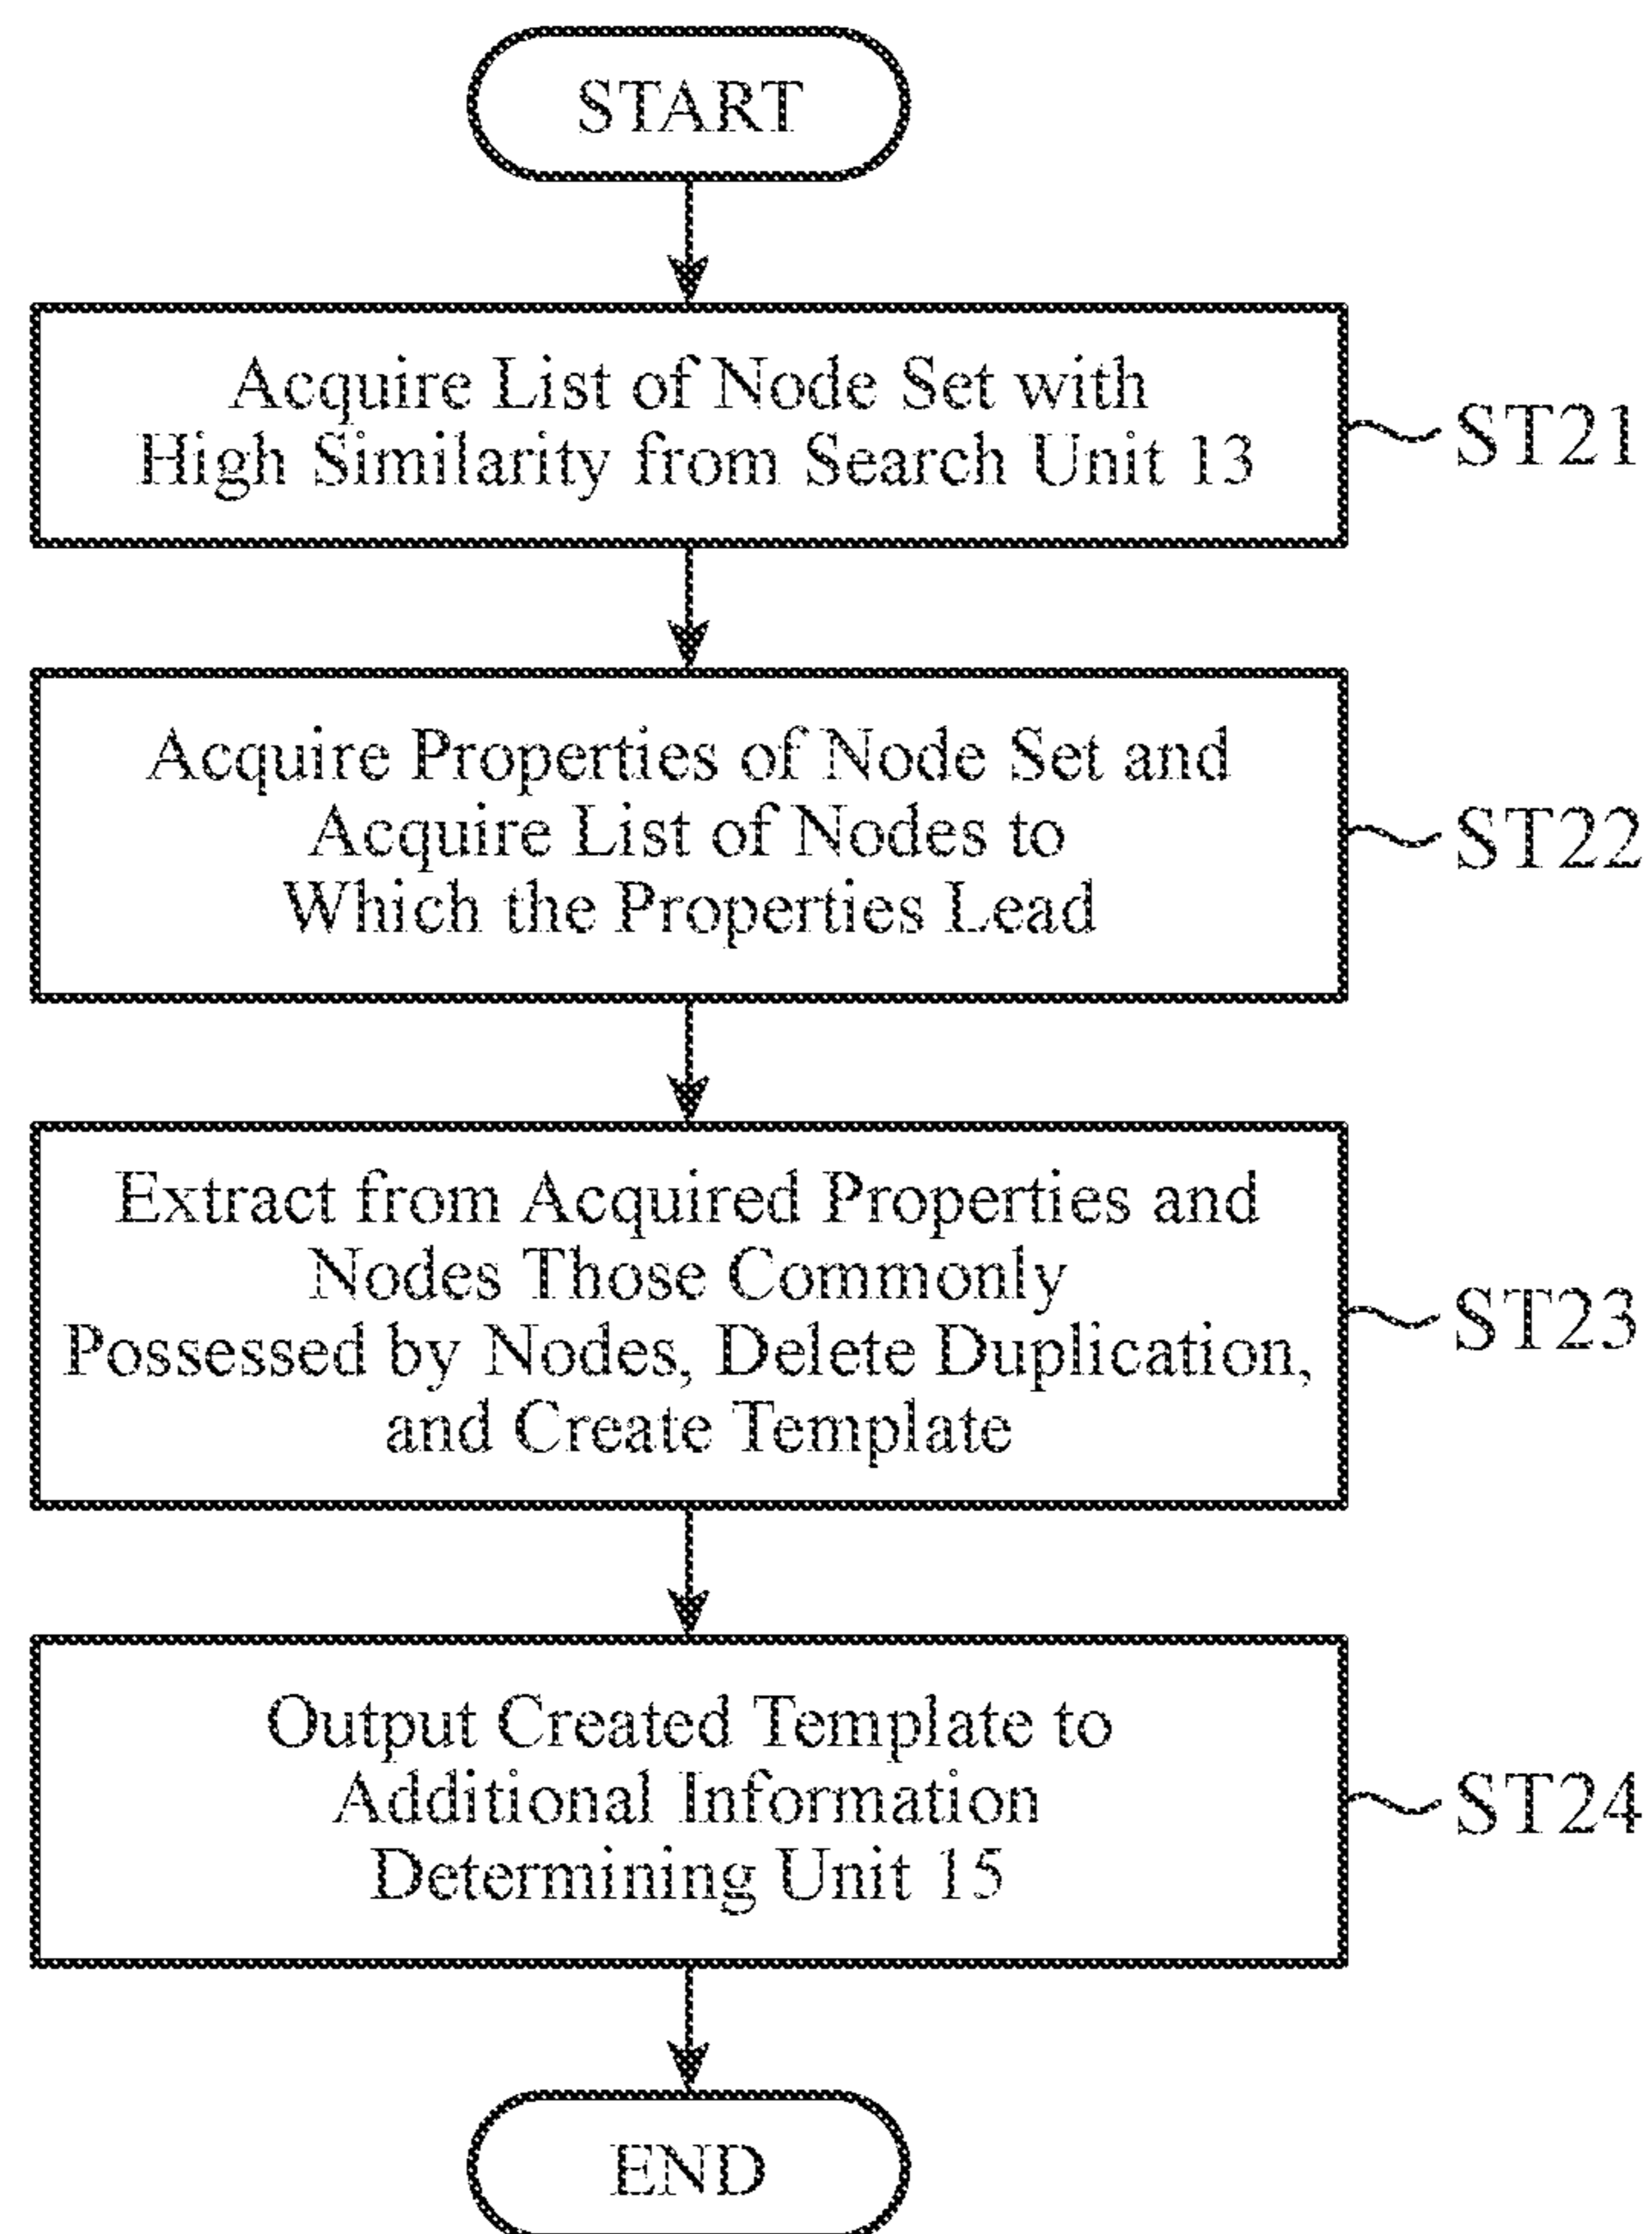 START
Acquire List of Node Set with
High Similarity from Search Unit 13
ST21
Acquire Properties of Node Set and
Acquire List of Nodes to
Which the Properties Lead
ST22
Extract from Acquired Properties and
Nodes Those Commonly
Possessed by Nodes, Delete Duplication,
and Create Template
ST23
Output Created Template to
Additional Information
Determining Unit 15
ST24
END